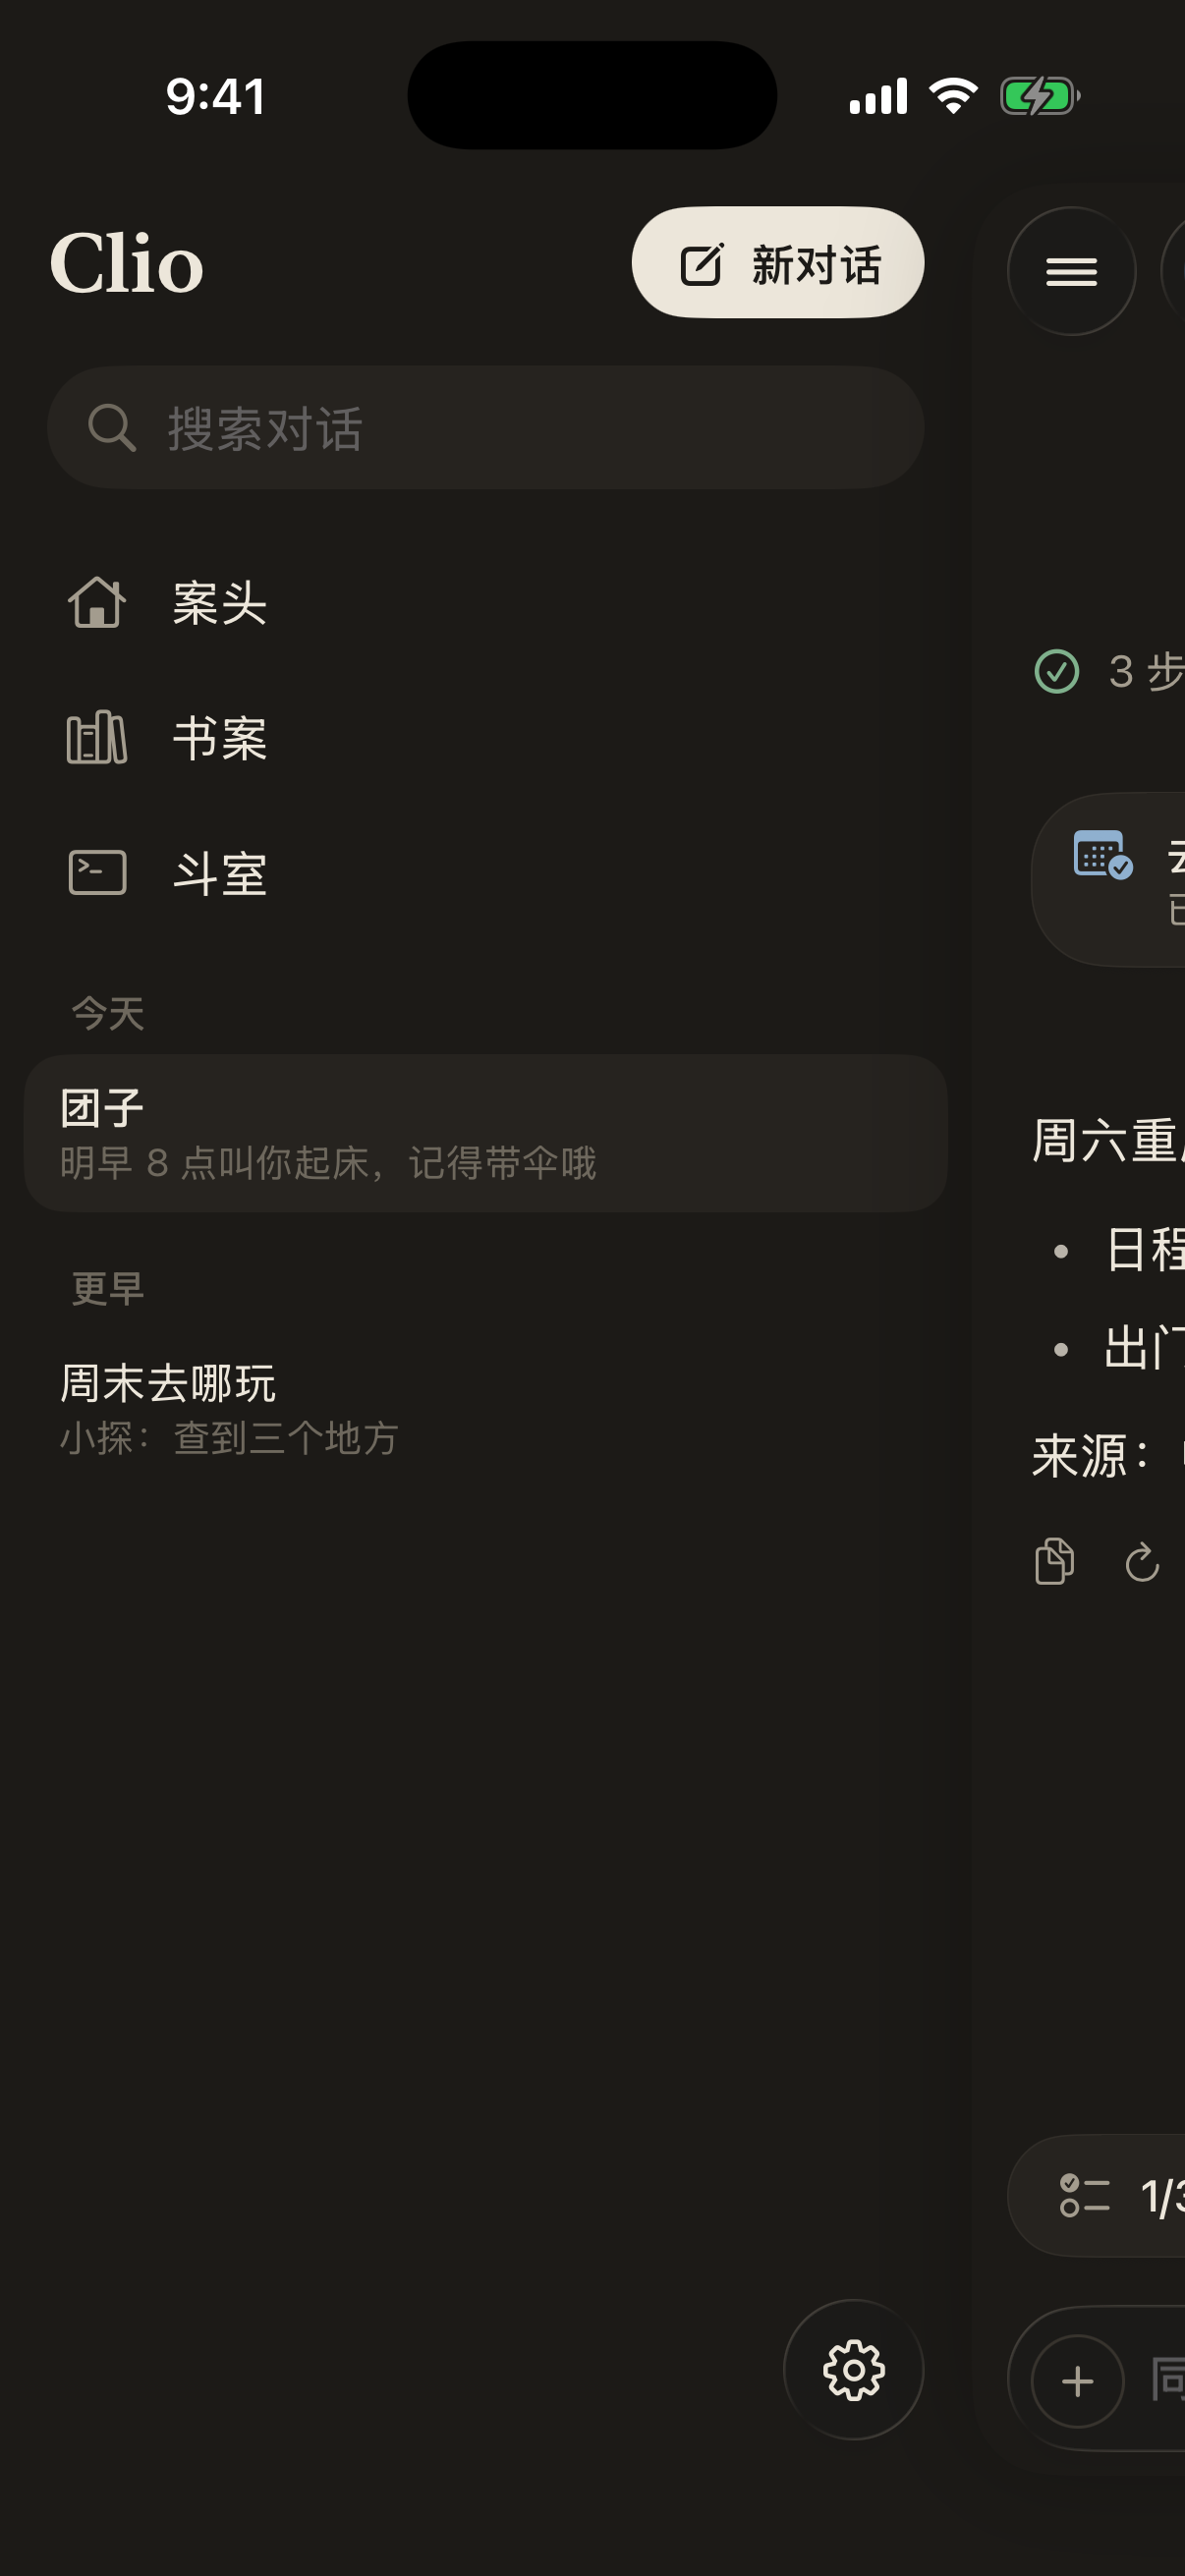 9:41
Clio
新对话
搜索对话
案头
书案
斗室
今天
团子
明早 8 点叫你起床，记得带伞哦
更早
周末去哪玩
小探：查到三个地方
3 步
周六重
日程
出门
来源：
1/3